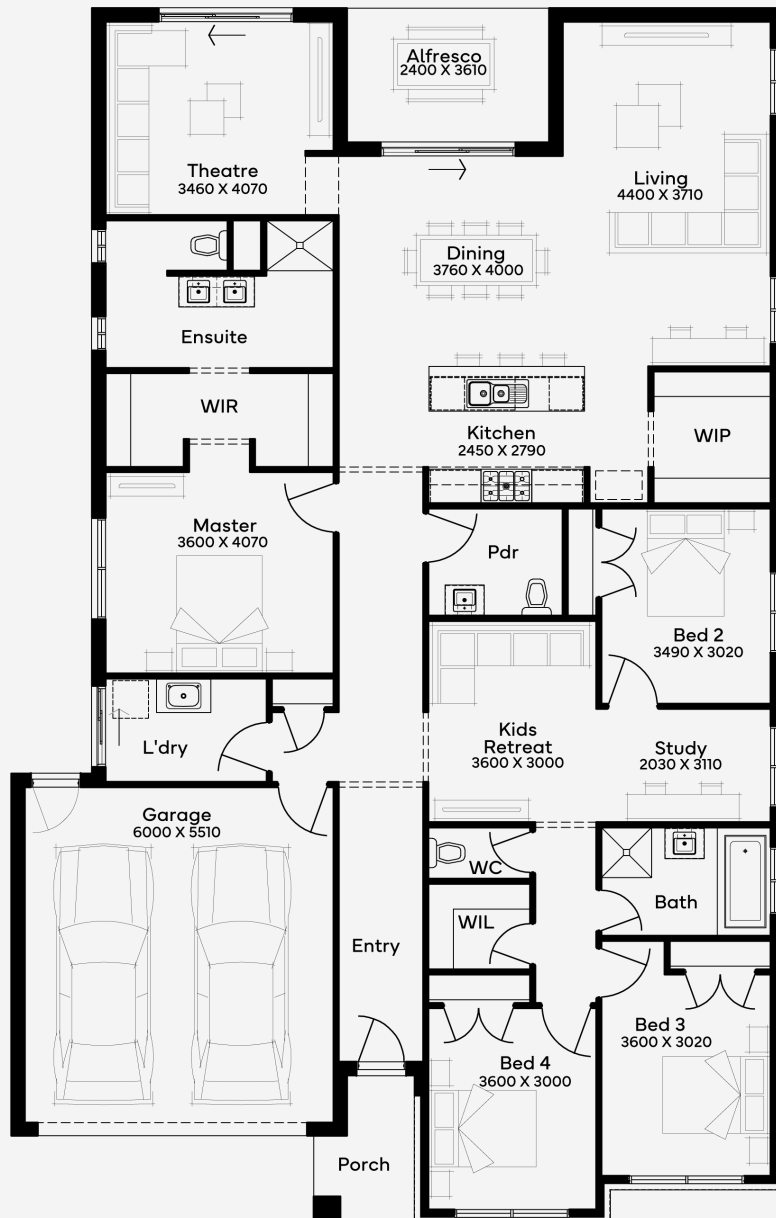 Alfresco
2400 X 3610
Theatre
3460 X 4070
Living
4400 X 3710
Dining
3760 X 4000
Ensuite
WIR
Kitchen
2450 X 2790
WIP
Master
3600 X 4070
Pdr
Bed 2
3490 X 3020
L'dry
Kids
Retreat
3600 X 3000
Study
2030 X 3110
Garage
6000 X 5510
WC
Bath
WIL
Entry
Bed 3
3600 X 3020
Bed 4
3600 X 3000
Porch